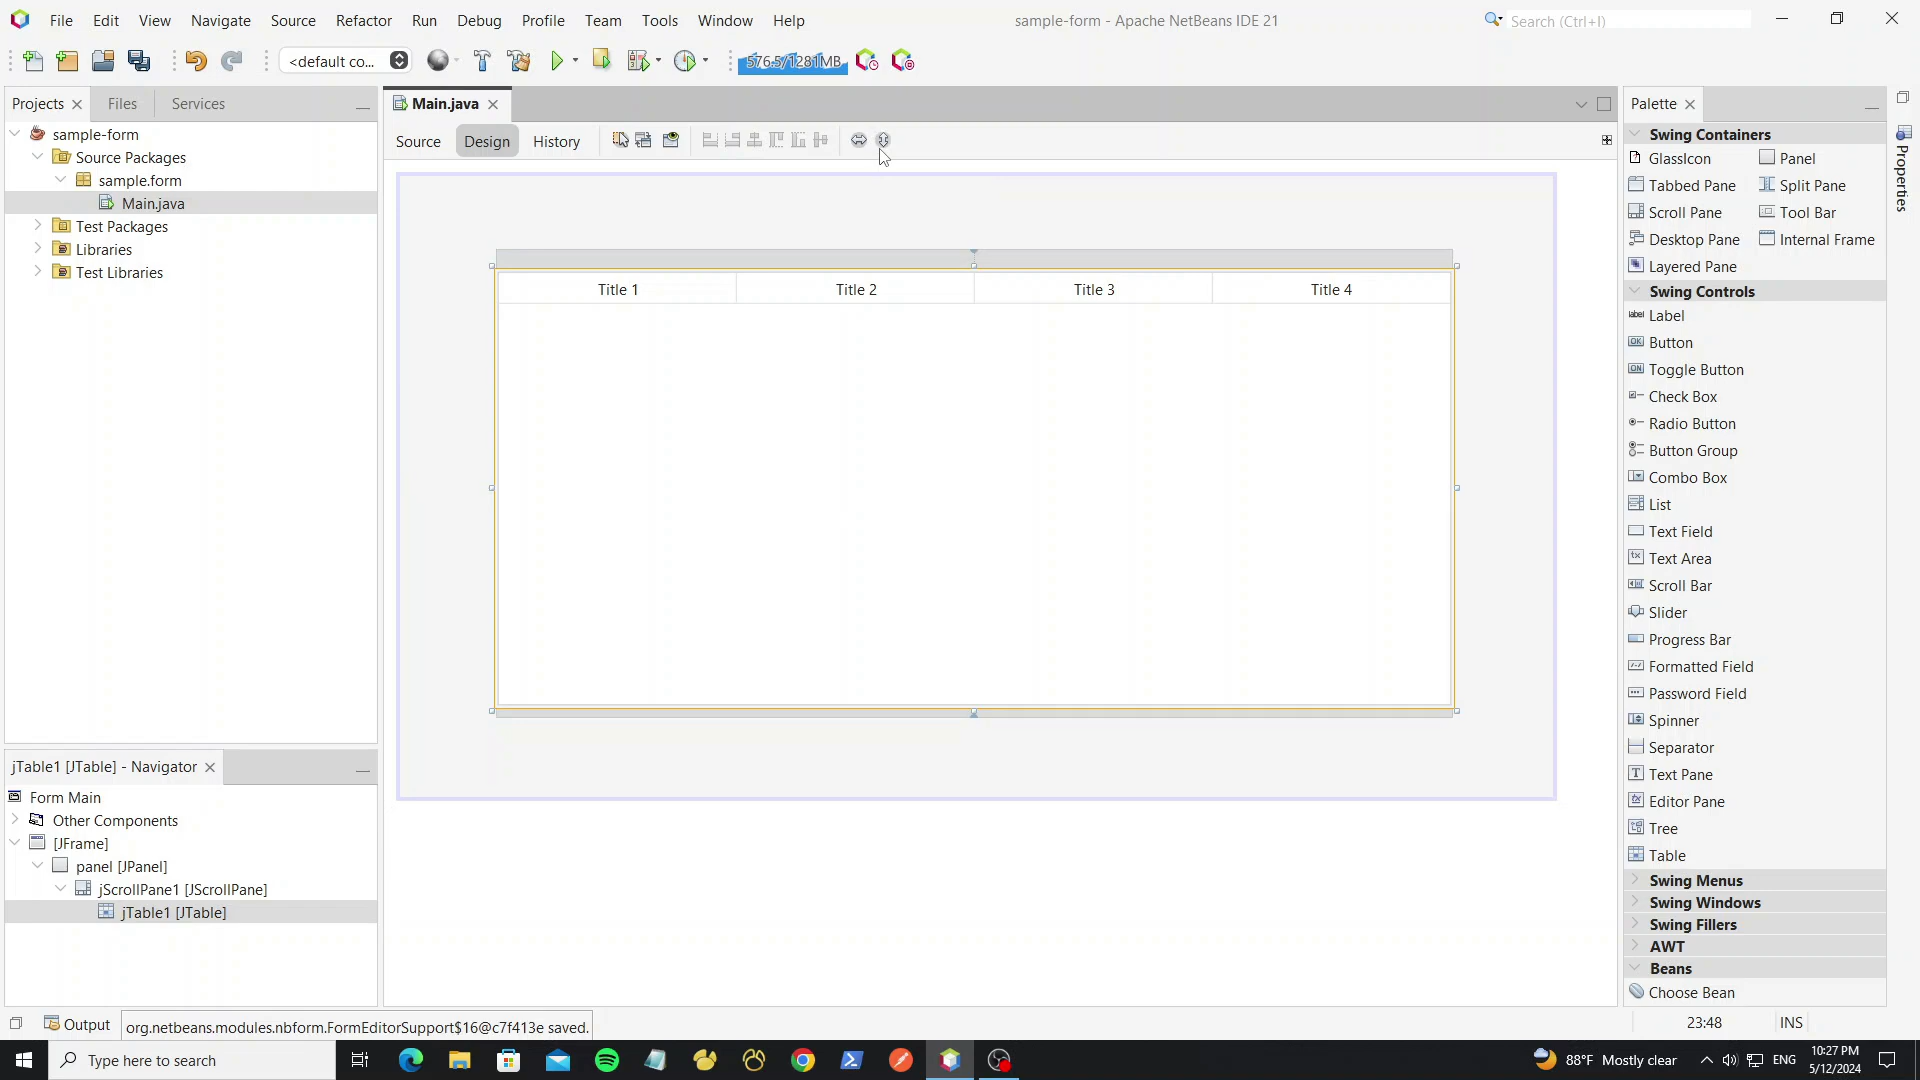 File Edit View Navigate Source Refactor Run Debug Profile Team Tools Window Help
sample-form - Apache NetBeans IDE 21
Search (Ctrl+I)
<default co...
576.5/1281MB
Projects Files Services
sample-form
Source Packages
sample.form
Main.java
Test Packages
Libraries
Test Libraries
Main.java
Source Design History
Title 1 Title 2 Title 3 Title 4
Palette
Swing Containers
GlassIcon Panel
Tabbed Pane Split Pane
Scroll Pane Tool Bar
Desktop Pane Internal Frame
Layered Pane
Swing Controls
Label
Button
Toggle Button
Check Box
Radio Button
Button Group
Combo Box
List
Text Field
Text Area
Scroll Bar
Slider
Progress Bar
Formatted Field
Password Field
Spinner
Separator
Text Pane
Editor Pane
Tree
Table
Swing Menus
Swing Windows
Swing Fillers
AWT
Beans
Choose Bean
Properties
jTable1 [JTable] - Navigator
Form Main
Other Components
[JFrame]
panel [JPanel]
jScrollPane1 [JScrollPane]
jTable1 [JTable]
Output
org.netbeans.modules.nbform.FormEditorSupport$16@c7f413e saved.
23:48 INS
Type here to search
88°F Mostly clear
ENG
10:27 PM
5/12/2024